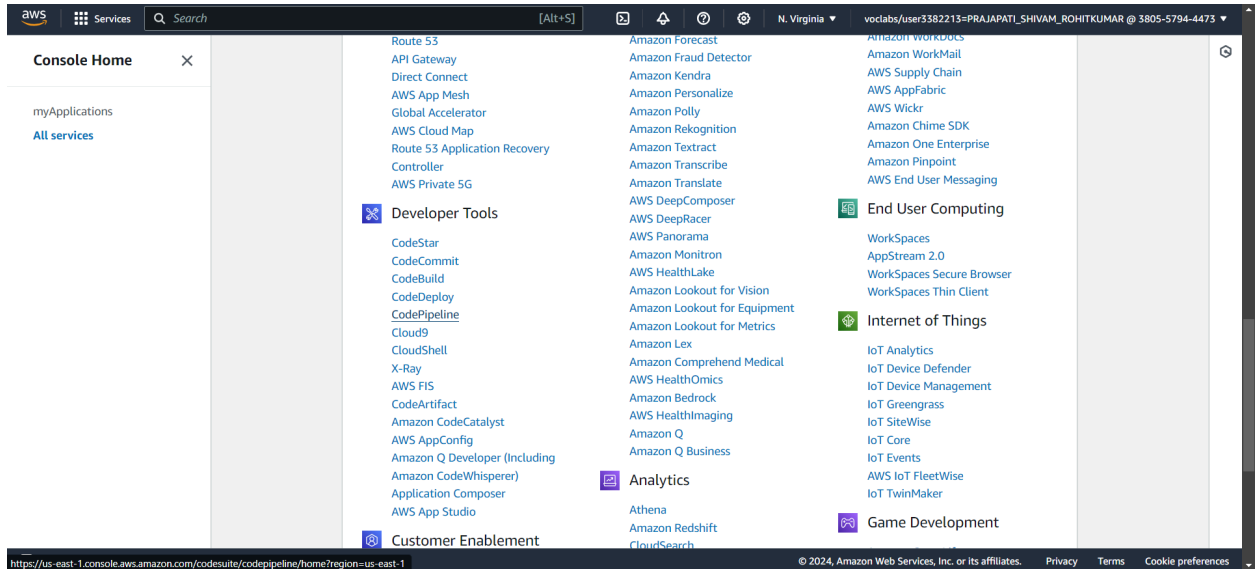 aws
Services
Search
[Alt+S]
N. Virginia
voclabs/user3382213=PRAJAPATI_SHIVAM_ROHITKUMAR @ 3805-5794-4473
Console Home
myApplications
All services
Route 53
API Gateway
Direct Connect
AWS App Mesh
Global Accelerator
AWS Cloud Map
Route 53 Application Recovery
Controller
AWS Private 5G
Developer Tools
CodeStar
CodeCommit
CodeBuild
CodeDeploy
CodePipeline
Cloud9
CloudShell
X-Ray
AWS FIS
CodeArtifact
Amazon CodeCatalyst
AWS AppConfig
Amazon Q Developer (Including
Amazon CodeWhisperer)
Application Composer
AWS App Studio
Customer Enablement
Amazon Forecast
Amazon Fraud Detector
Amazon Kendra
Amazon Personalize
Amazon Polly
Amazon Rekognition
Amazon Textract
Amazon Transcribe
Amazon Translate
AWS DeepComposer
AWS DeepRacer
AWS Panorama
Amazon Monitron
AWS HealthLake
Amazon Lookout for Vision
Amazon Lookout for Equipment
Amazon Lookout for Metrics
Amazon Lex
Amazon Comprehend Medical
AWS HealthOmics
Amazon Bedrock
AWS HealthImaging
Amazon Q
Amazon Q Business
Analytics
Athena
Amazon Redshift
CloudSearch
Amazon WorkDocs
Amazon WorkMail
AWS Supply Chain
AWS AppFabric
AWS Wickr
Amazon Chime SDK
Amazon One Enterprise
Amazon Pinpoint
AWS End User Messaging
End User Computing
WorkSpaces
AppStream 2.0
WorkSpaces Secure Browser
WorkSpaces Thin Client
Internet of Things
IoT Analytics
IoT Device Defender
IoT Device Management
IoT Greengrass
IoT SiteWise
IoT Core
IoT Events
AWS IoT FleetWise
IoT TwinMaker
Game Development
https://us-east-1.console.aws.amazon.com/codesuite/codepipeline/home?region=us-east-1
© 2024, Amazon Web Services, Inc. or its affiliates.
Privacy
Terms
Cookie preferences